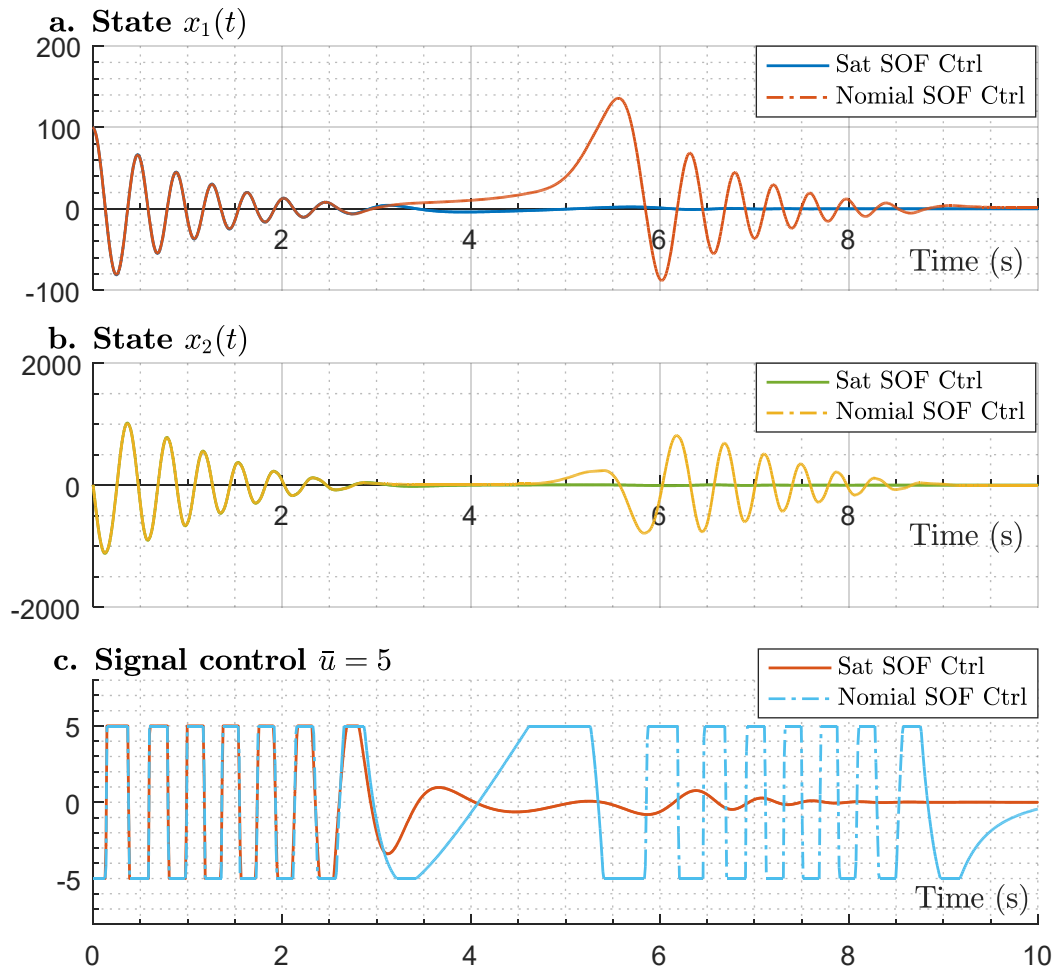 a. State x₁(t)
200
100
0
-100
2
4
6
8
Time (s)
Sat SOF Ctrl
Nomial SOF Ctrl
b. State x₂(t)
2000
0
-2000
2
4
6
8
Time (s)
Sat SOF Ctrl
Nomial SOF Ctrl
c. Signal control ū = 5
5
0
-5
Sat SOF Ctrl
Nomial SOF Ctrl
Time (s)
0
2
4
6
8
10